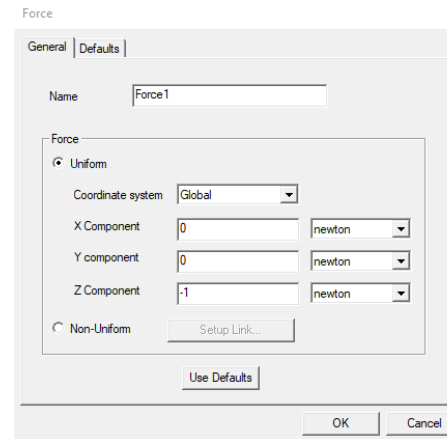 Force
General Defaults
Name Force1
Force
Uniform
Coordinate system Global
X Component 0 newton
Y component 0 newton
Z Component -1 newton
Non-Uniform Setup Link...
Use Defaults
OK Cancel